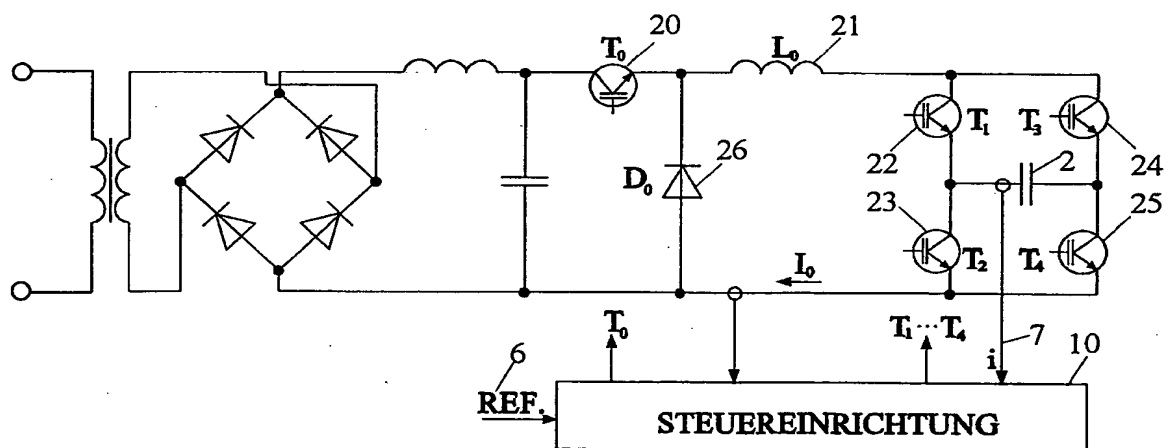 20
T₀
L₀
21
T₁
T₃
22
2
24
26
D₀
23
25
T₂
T₄
I₀
T₀
T₁...T₄
7
10
6
i
REF.
STEUEREINRICHTUNG